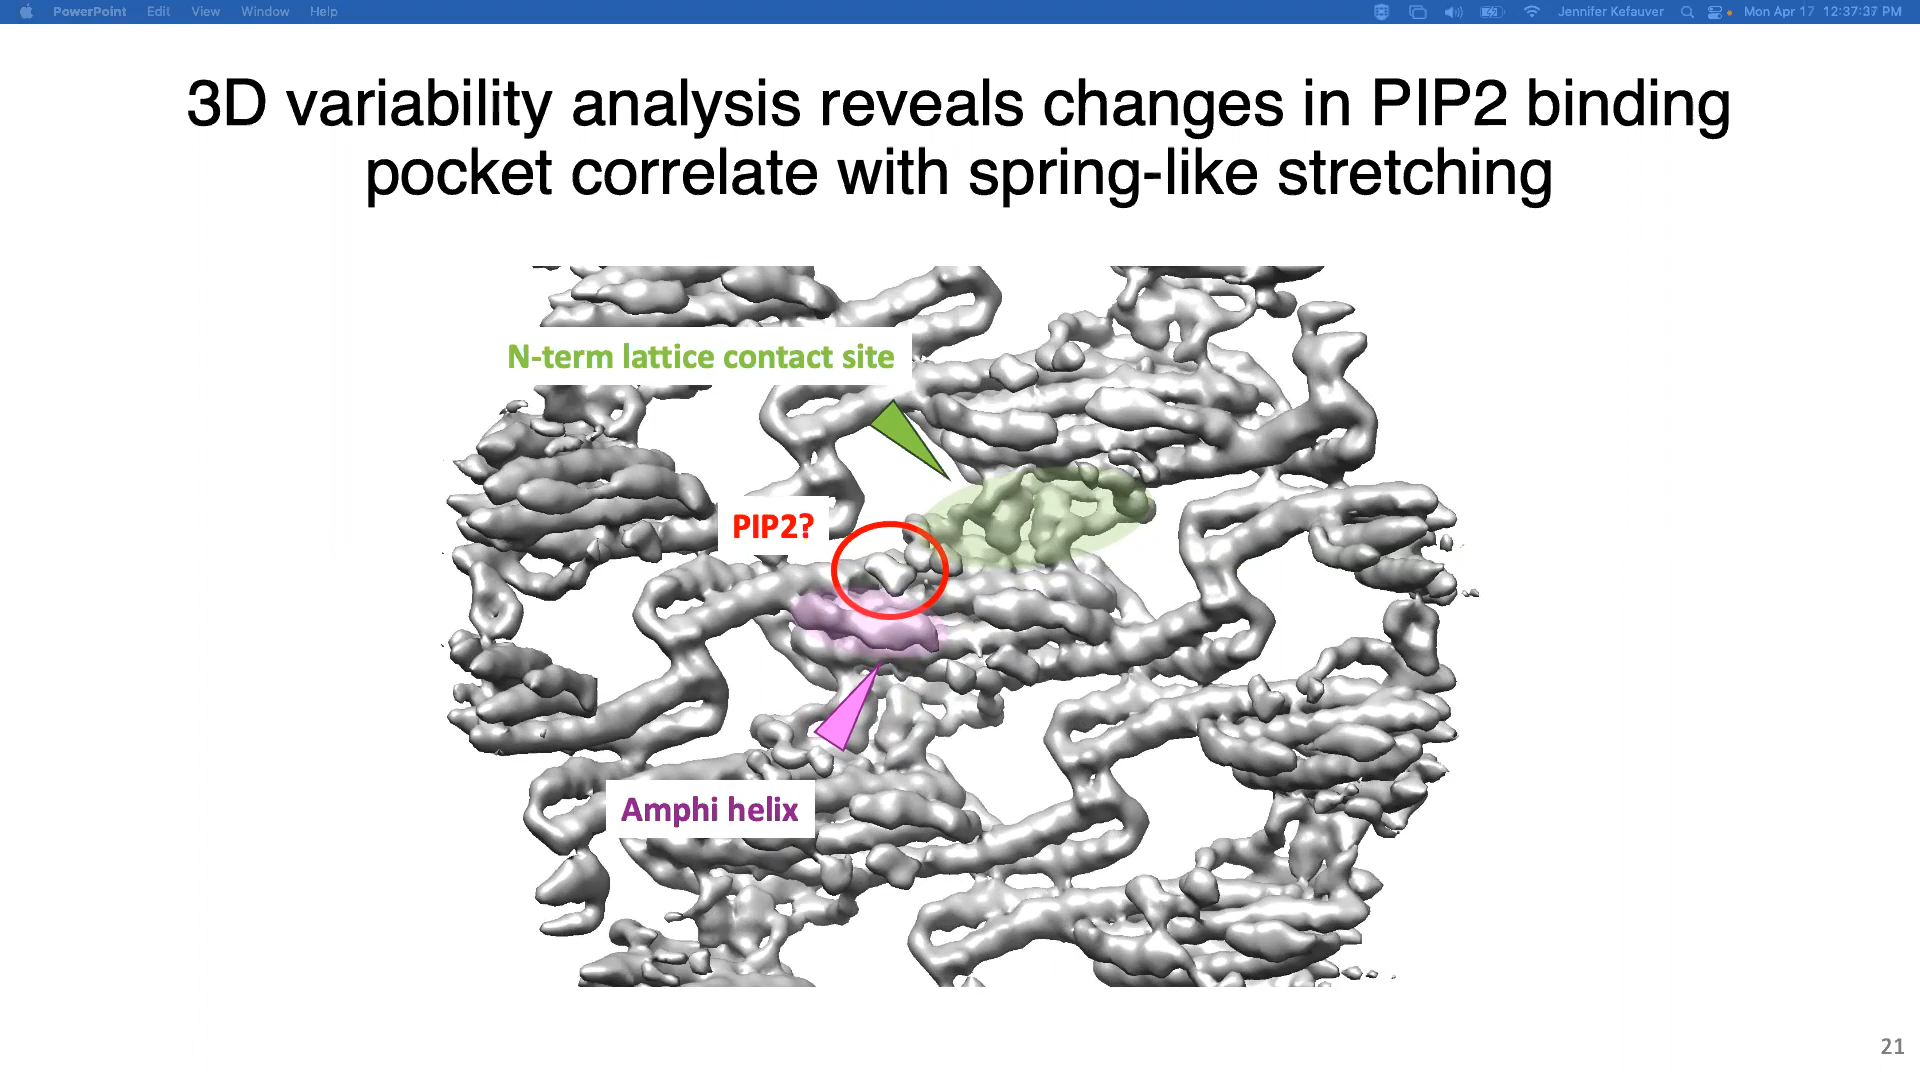 PowerPoint Edit View Window Help Jennifer Kefauver Mon Apr 17 12:37:37 PM
3D variability analysis reveals changes in PIP2 binding
pocket correlate with spring-like stretching
N-term lattice contact site
PIP2?
Amphi helix
21